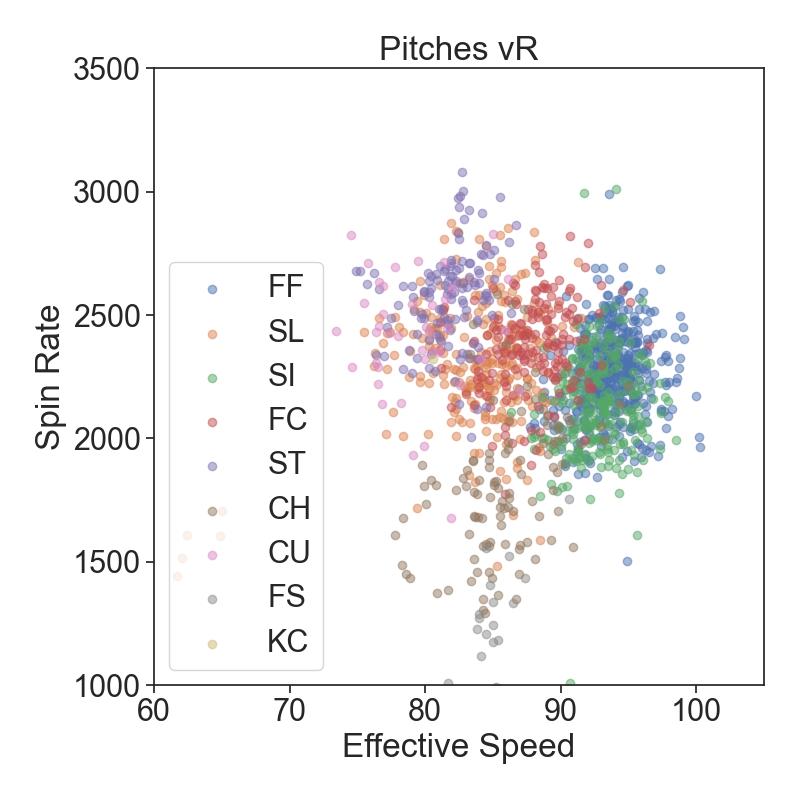 Pitches vR
3500
3000
2500
2000
1500
1000
Spin Rate
FF
SL
SI
FC
ST
CH
CU
FS
KC
60
70
80
90
100
Effective Speed